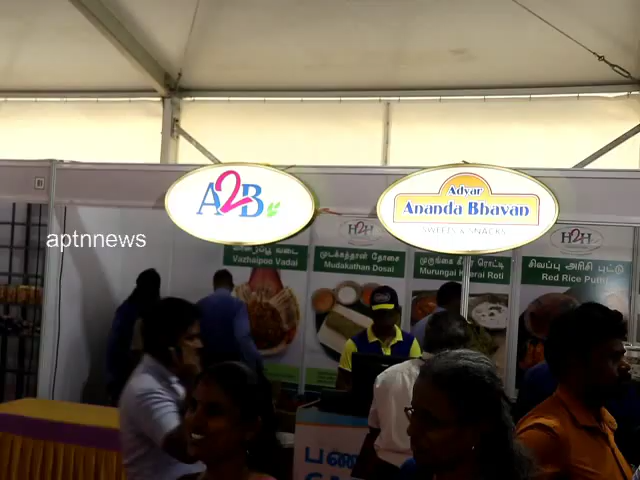 A2B
Adyar
Ananda Bhavan
SWEETS & SNACKS
aptnnews
H2H
H2H
வாழைப்பூ வடை
Vazhaipoo Vadai
முடக்கத்தான் தோசை
Mudakathan Dosai
முருங்கை கீரை ரொட்டி
Murungai Keerai Roti
சிவப்பு அரிசி புட்டு
Red Rice Puttu